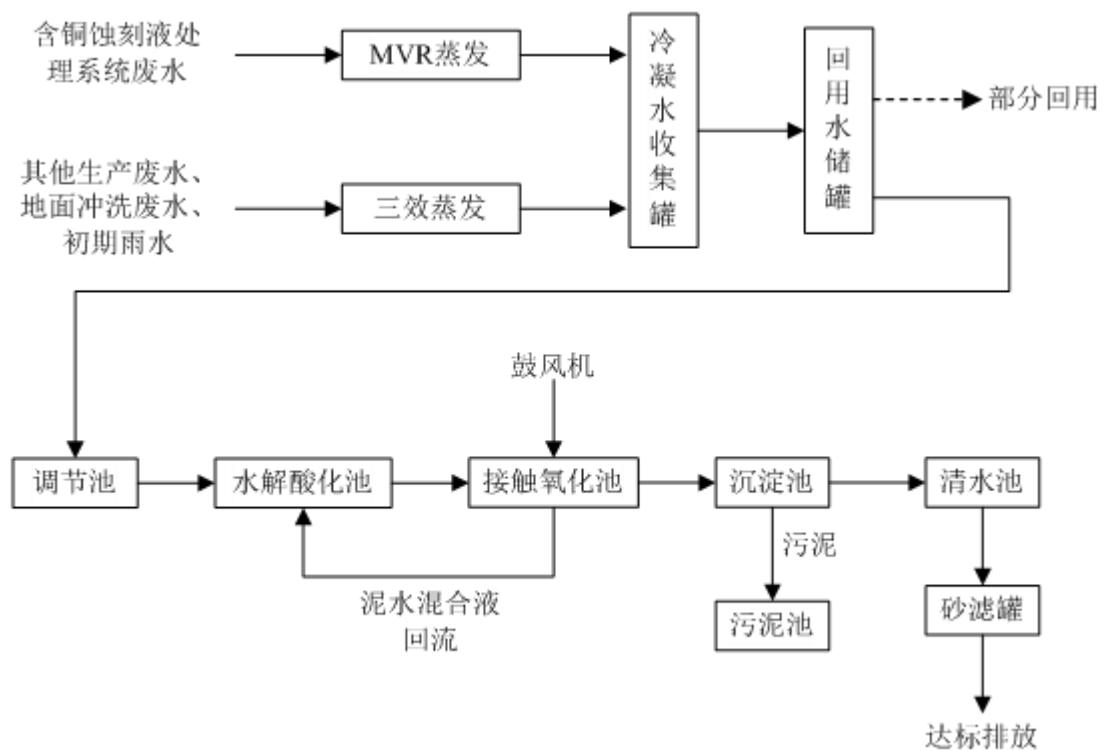 含铜蚀刻液处
理系统废水
MVR蒸发
冷凝水收集罐
回用水储罐
部分回用
其他生产废水、
地面冲洗废水、
初期雨水
三效蒸发
鼓风机
调节池
水解酸化池
接触氧化池
沉淀池
清水池
泥水混合液
回流
污泥
污泥池
砂滤罐
达标排放